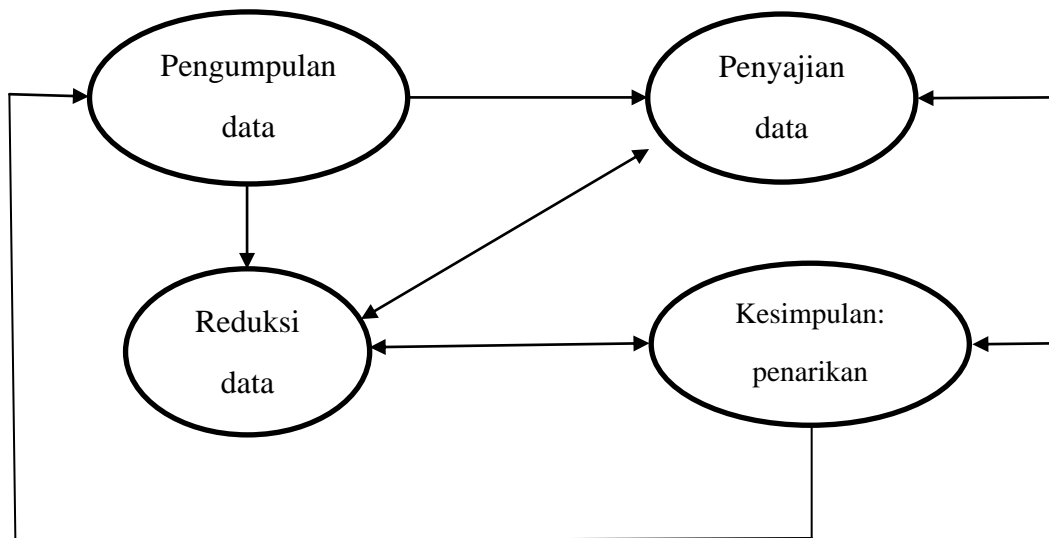 Pengumpulan
data
Penyajian
data
Reduksi
data
Kesimpulan:
penarikan